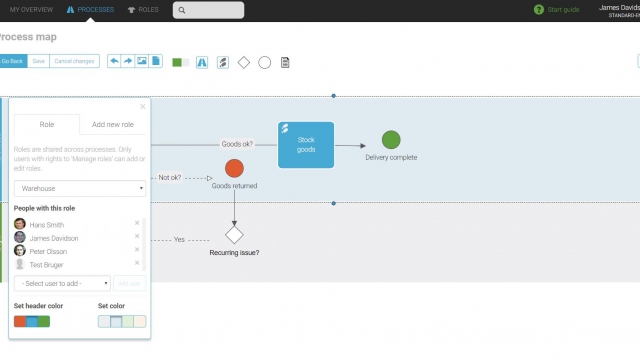 MY OVERVIEW
PROCESSES
ROLES
Start guide
James Davids
STANDARD-EN
Process map
Go Back
Save
Cancel changes
Role
Add new role
Roles are shared across processes. Only
users with rights to 'Manage roles' can add or
edit roles.
Warehouse
People with this role
Hans Smith
James Davidson
Peter Olsson
Test Bruger
- Select user to add -
Set header color
Set color
Goods ok?
Stock
goods
Delivery complete
Not ok?
Goods returned
Yes
Recurring issue?